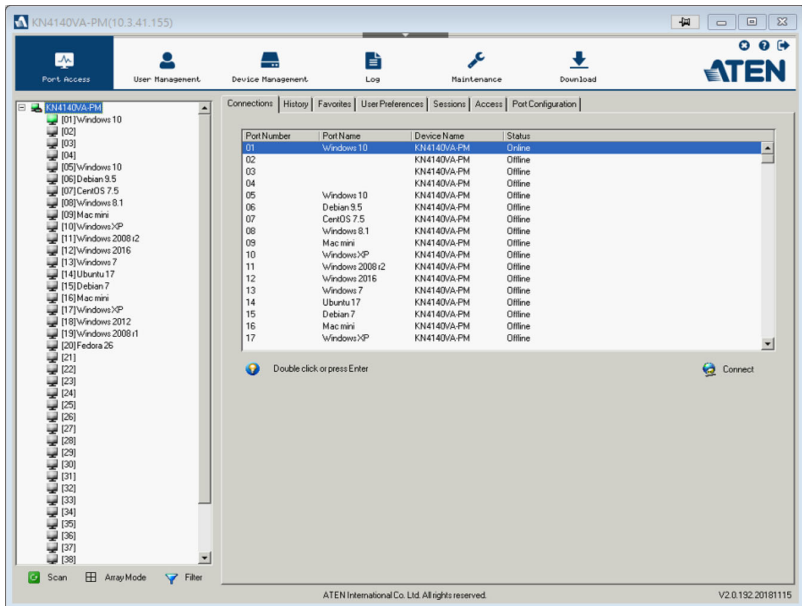 KN4140VA-PM(10.3.41.155)
Port Access User Management Device Management Log Maintenance Download
ATEN
KN4140VA-PM
[01]Windows 10
[02]
[03]
[04]
[05]Windows 10
[06]Debian 9.5
[07]CentOS 7.5
[08]Windows 8.1
[09]Mac mini
[10]Windows XP
[11]Windows 2008 r2
[12]Windows 2016
[13]Windows 7
[14]Ubuntu 17
[15]Debian 7
[16]Mac mini
[17]Windows XP
[18]Windows 2012
[19]Windows 2008 r1
[20]Fedora 26
[21]
[22]
[23]
[24]
[25]
[26]
[27]
[28]
[29]
[30]
[31]
[32]
[33]
[34]
[35]
[36]
[37]
[38]
Scan Array Mode Filter
Connections History Favorites User Preferences Sessions Access Port Configuration
Port Number Port Name Device Name Status
01 Windows 10 KN4140VA-PM Online
02 KN4140VA-PM Offline
03 KN4140VA-PM Offline
04 KN4140VA-PM Offline
05 Windows 10 KN4140VA-PM Offline
06 Debian 9.5 KN4140VA-PM Offline
07 CentOS 7.5 KN4140VA-PM Offline
08 Windows 8.1 KN4140VA-PM Offline
09 Mac mini KN4140VA-PM Offline
10 Windows XP KN4140VA-PM Offline
11 Windows 2008 r2 KN4140VA-PM Offline
12 Windows 2016 KN4140VA-PM Offline
13 Windows 7 KN4140VA-PM Offline
14 Ubuntu 17 KN4140VA-PM Offline
15 Debian 7 KN4140VA-PM Offline
16 Mac mini KN4140VA-PM Offline
17 Windows XP KN4140VA-PM Offline
Double click or press Enter Connect
ATEN International Co. Ltd. All rights reserved. V2.0.192.20181115